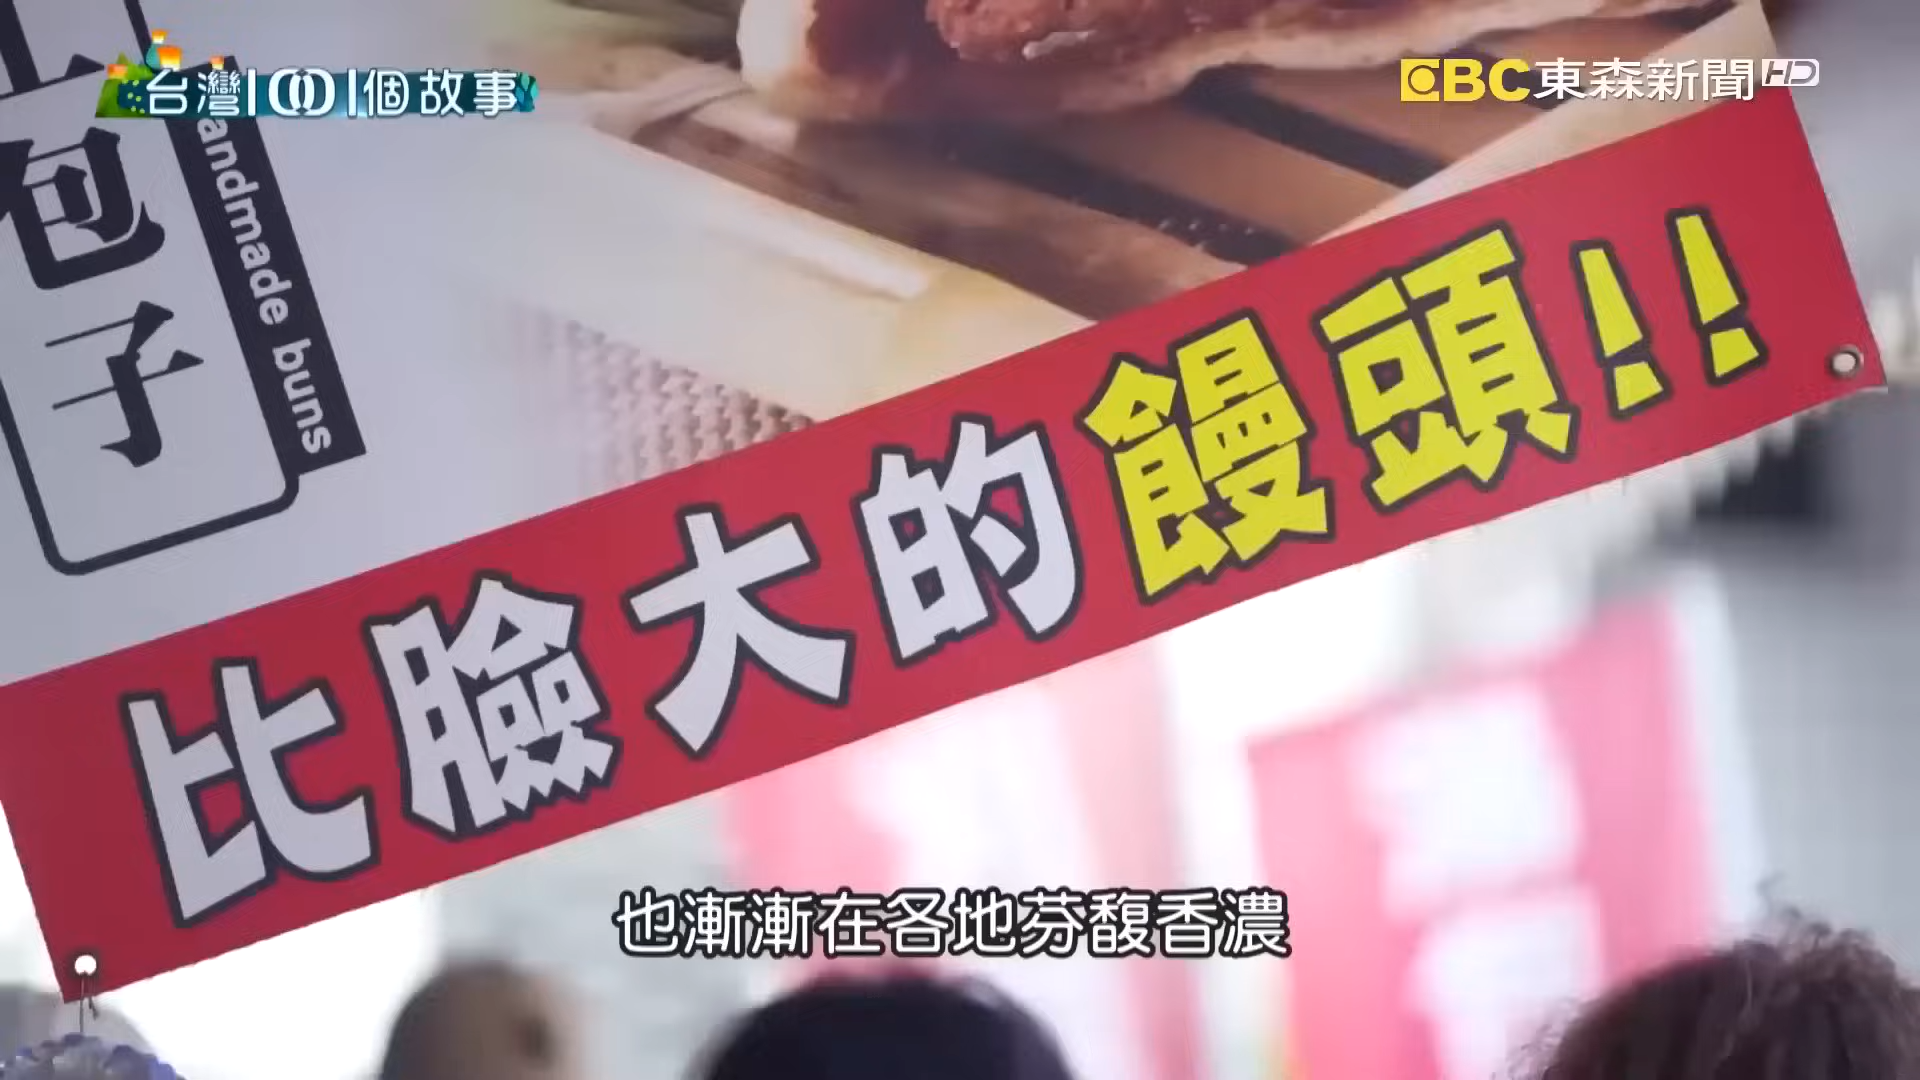 台灣1001個故事
EBC東森新聞HD
包子
andmade buns
比臉大的饅頭!!
也漸漸在各地芬馥香濃